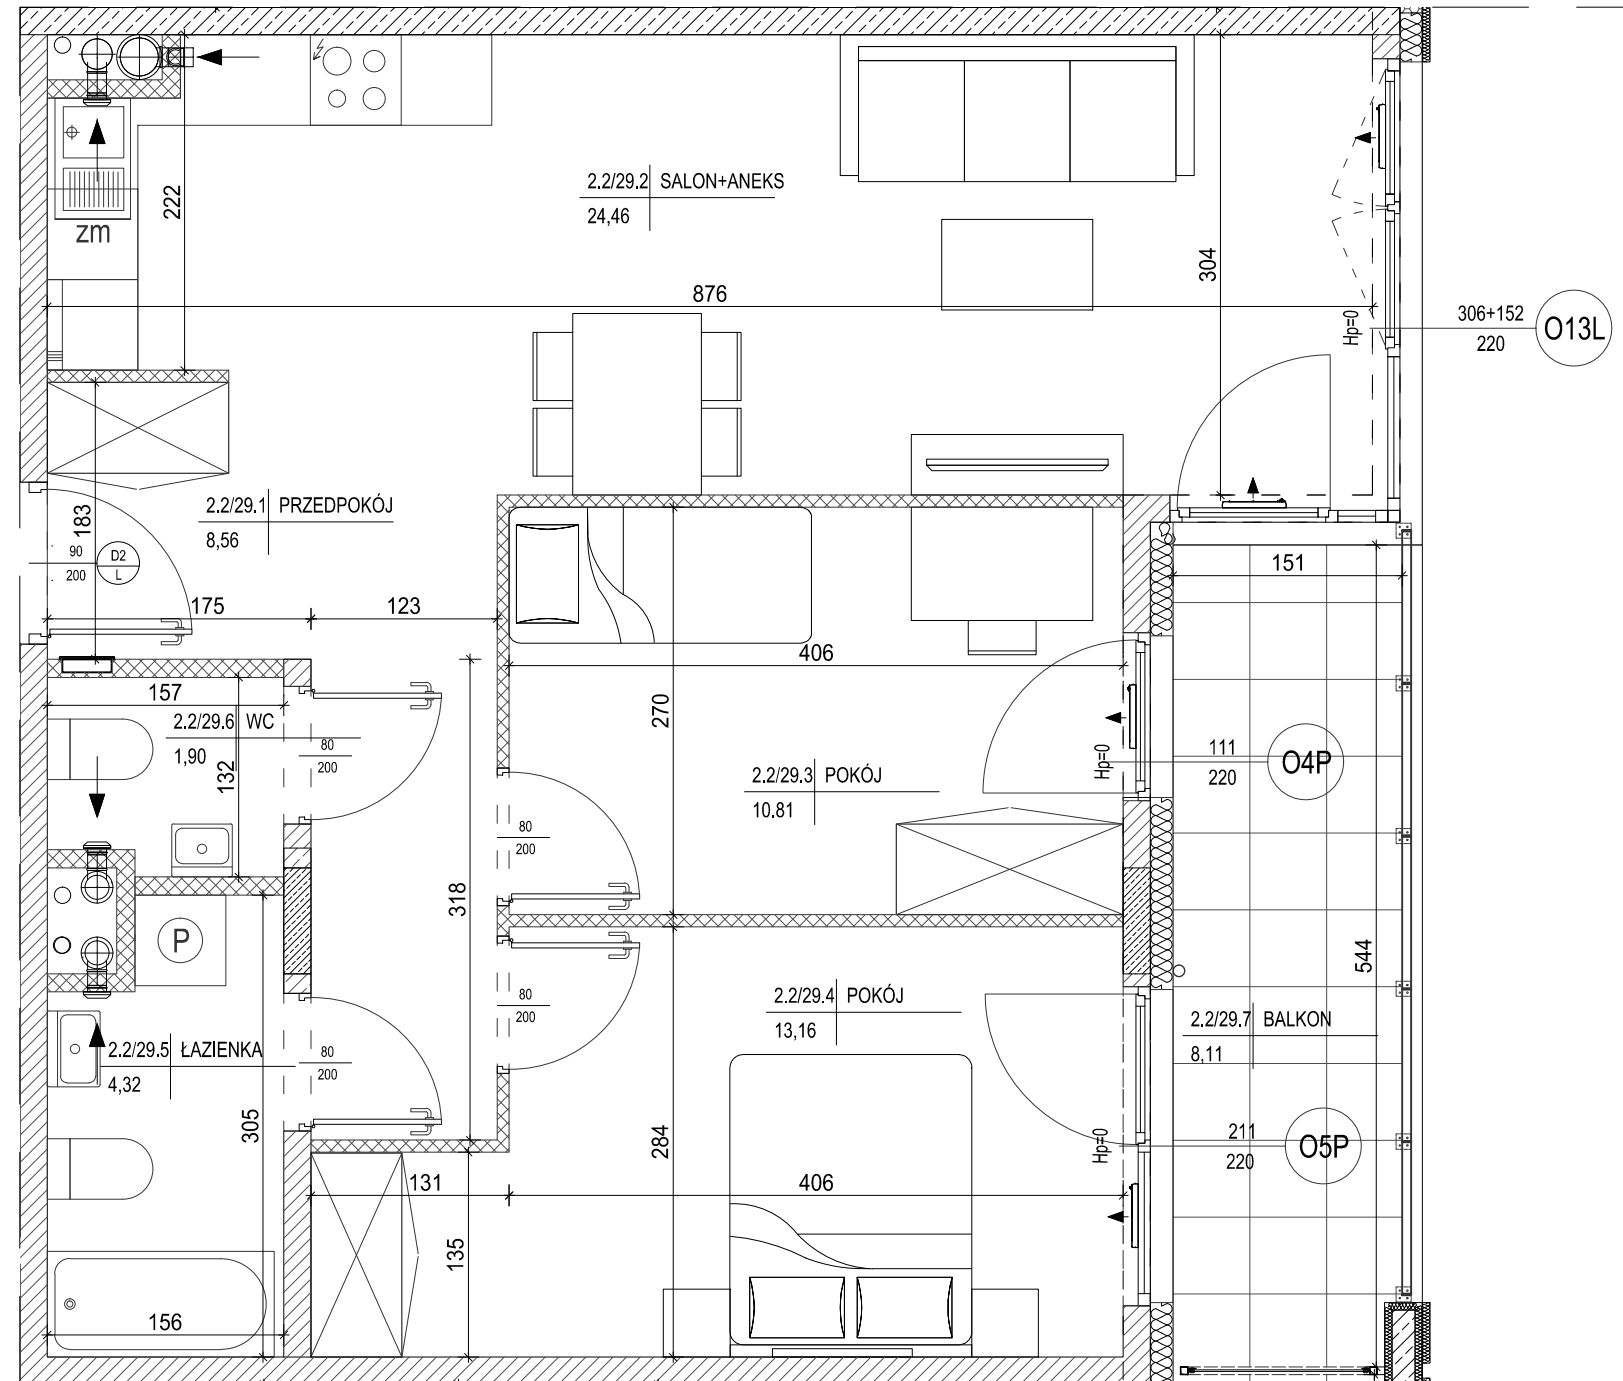 2.2/29.2 SALON+ANEKS
24,46
222
zm
304
876
Hp=0
306+152
220
O13L
2.2/29.1 PRZEDPOKÓJ
8,56
183
90
200
D2
L
175
123
151
406
157
2.2/29.6 WC
1,90
132
80
200
270
2.2/29.3 POKÓJ
10.81
Hp=0
111
220
O4P
80
200
318
P
544
2.2/29.4 POKÓJ
13,16
80
200
2.2/29.7 BALKON
8,11
2.2/29.5 ŁAZIENKA
4,32
80
200
305
284
Hp=0
211
220
O5P
131
406
135
156